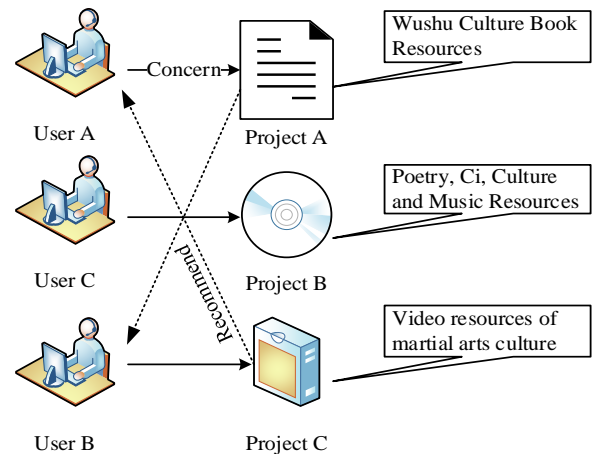 Wushu Culture Book
Resources
Concern
User A
Project A
Poetry, Ci, Culture
and Music Resources
User C
Project B
Recommend
Video resources of
martial arts culture
User B
Project C